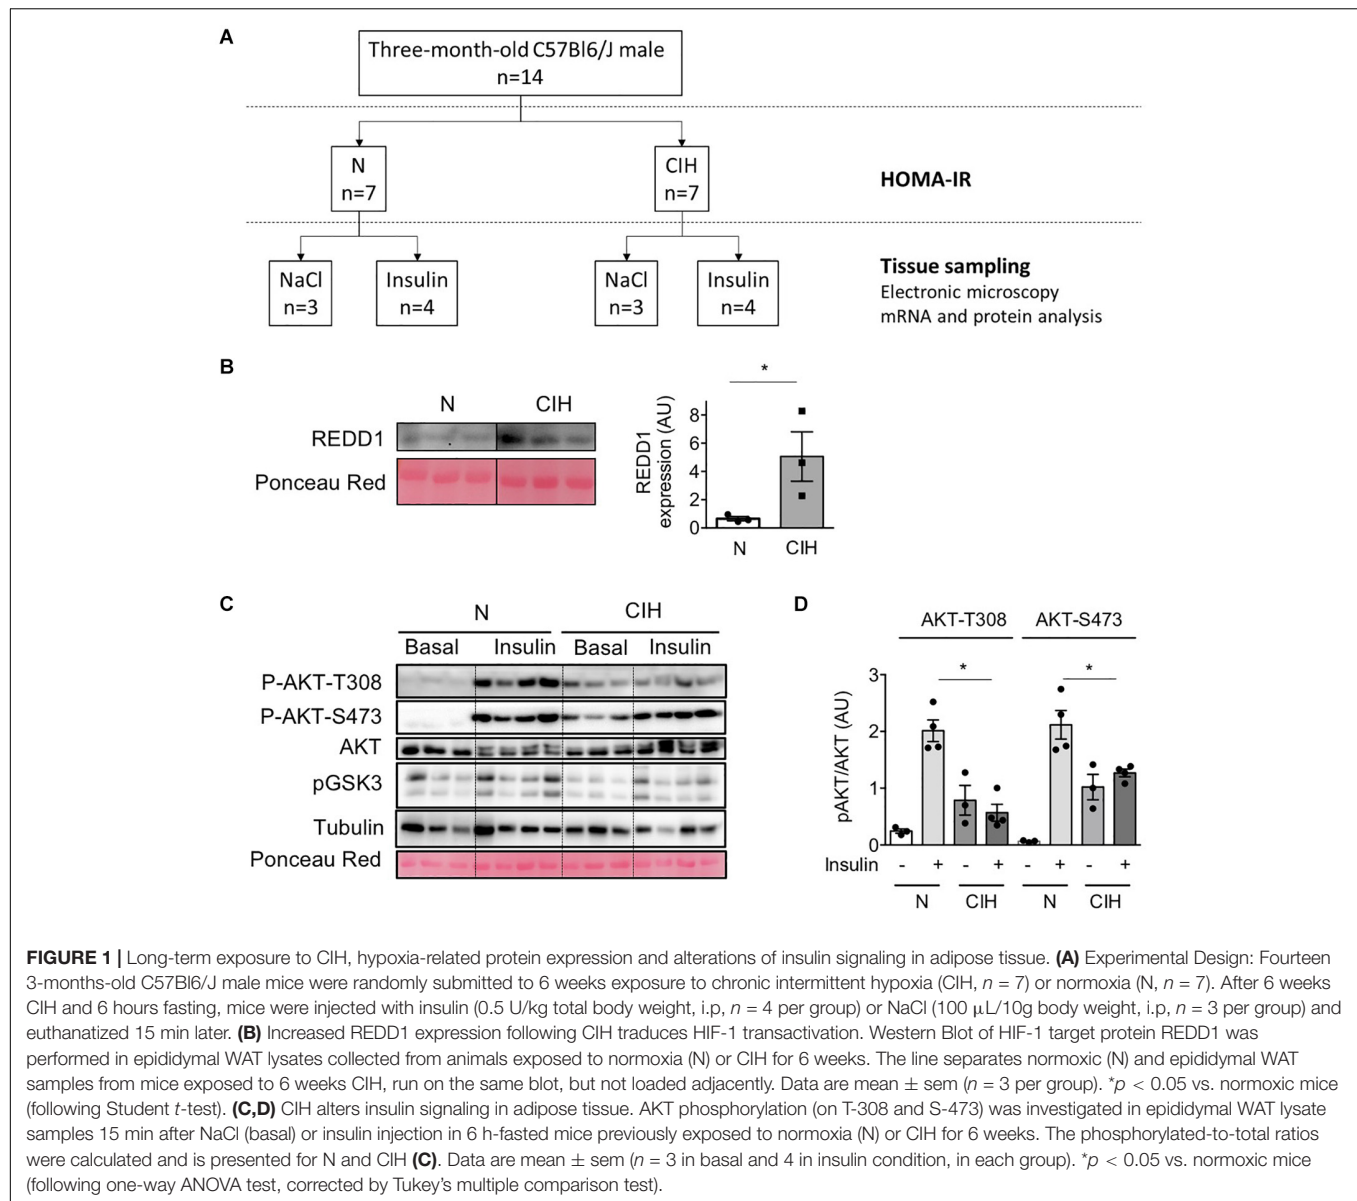 A
Three-month-old C57Bl6/J male
n=14
N
n=7
CIH
n=7
HOMA-IR
NaCl
n=3
Insulin
n=4
NaCl
n=3
Insulin
n=4
Tissue sampling
Electronic microscopy
mRNA and protein analysis
B
N CIH
REDD1
Ponceau Red
*
REDD1
expression (AU)
8
6
4
2
0
N CIH
C
N CIH
Basal Insulin Basal Insulin
P-AKT-T308
P-AKT-S473
AKT
pGSK3
Tubulin
Ponceau Red
D
AKT-T308 AKT-S473
* *
pAKT/AKT (AU)
3
2
1
0
Insulin - + - + - + - +
N CIH N CIH
FIGURE 1 | Long-term exposure to CIH, hypoxia-related protein expression and alterations of insulin signaling in adipose tissue. (A) Experimental Design: Fourteen
3-months-old C57Bl6/J male mice were randomly submitted to 6 weeks exposure to chronic intermittent hypoxia (CIH, n = 7) or normoxia (N, n = 7). After 6 weeks
CIH and 6 hours fasting, mice were injected with insulin (0.5 U/kg total body weight, i.p, n = 4 per group) or NaCl (100 μL/10g body weight, i.p, n = 3 per group) and
euthanatized 15 min later. (B) Increased REDD1 expression following CIH traduces HIF-1 transactivation. Western Blot of HIF-1 target protein REDD1 was
performed in epididymal WAT lysates collected from animals exposed to normoxia (N) or CIH for 6 weeks. The line separates normoxic (N) and epididymal WAT
samples from mice exposed to 6 weeks CIH, run on the same blot, but not loaded adjacently. Data are mean ± sem (n = 3 per group). *p < 0.05 vs. normoxic mice
(following Student t-test). (C,D) CIH alters insulin signaling in adipose tissue. AKT phosphorylation (on T-308 and S-473) was investigated in epididymal WAT lysate
samples 15 min after NaCl (basal) or insulin injection in 6 h-fasted mice previously exposed to normoxia (N) or CIH for 6 weeks. The phosphorylated-to-total ratios
were calculated and is presented for N and CIH (C). Data are mean ± sem (n = 3 in basal and 4 in insulin condition, in each group). *p < 0.05 vs. normoxic mice
(following one-way ANOVA test, corrected by Tukey's multiple comparison test).